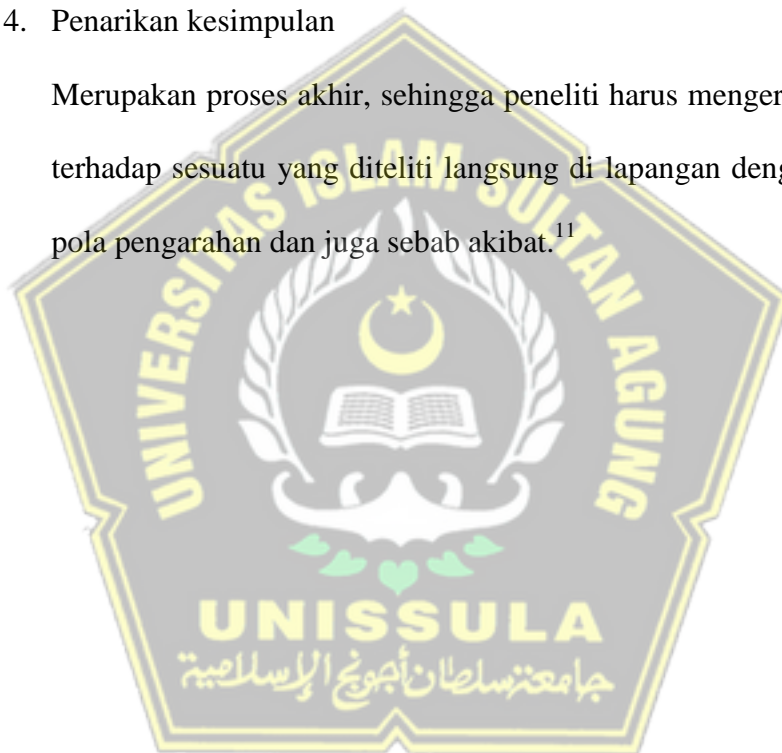 4. Penarikan kesimpulan
Merupakan proses akhir, sehingga peneliti harus menger
terhadap sesuatu yang diteliti langsung di lapangan deng
pola pengarahan dan juga sebab akibat.11
UNIVERSITAS ISLAM SULTAN AGUNG
UNISSULA
جامعة سلطان أجونج الإسلامية